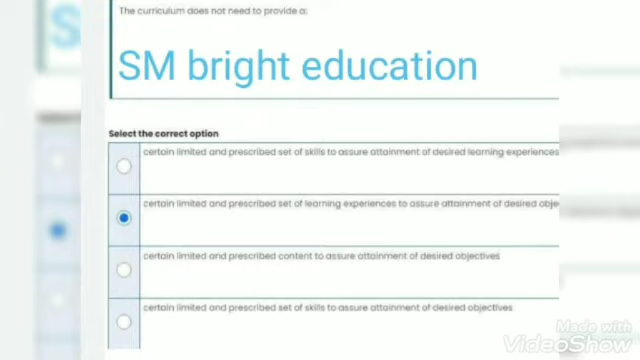 The curriculum does not need to provide a:
SM bright education
Select the correct option
certain limited and prescribed set of skills to assure attainment of desired learning experiences
certain limited and prescribed set of learning experiences to assure attainment of desired obje
certain limited and prescribed content to assure attainment of desired objectives
certain limited and prescribed set of skills to assure attainment of desired objectives
Made with
VideoShow